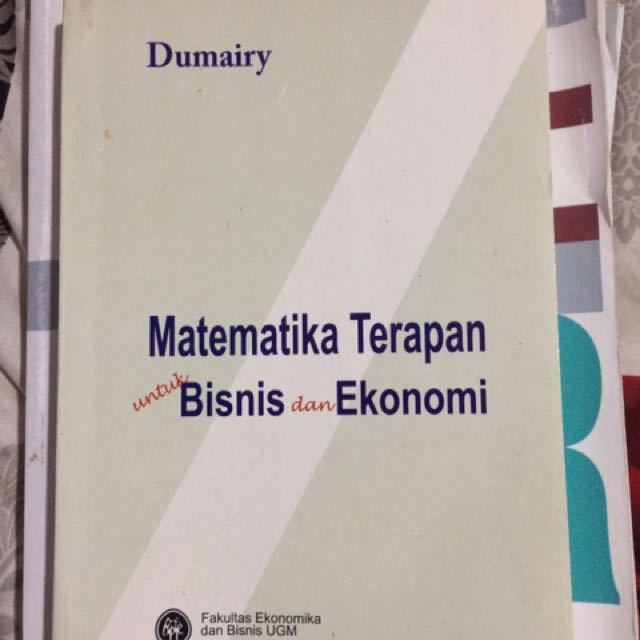 Dumairy
Matematika Terapan
untuk Bisnis dan Ekonomi
Fakultas Ekonomika
dan Bisnis UGM
R